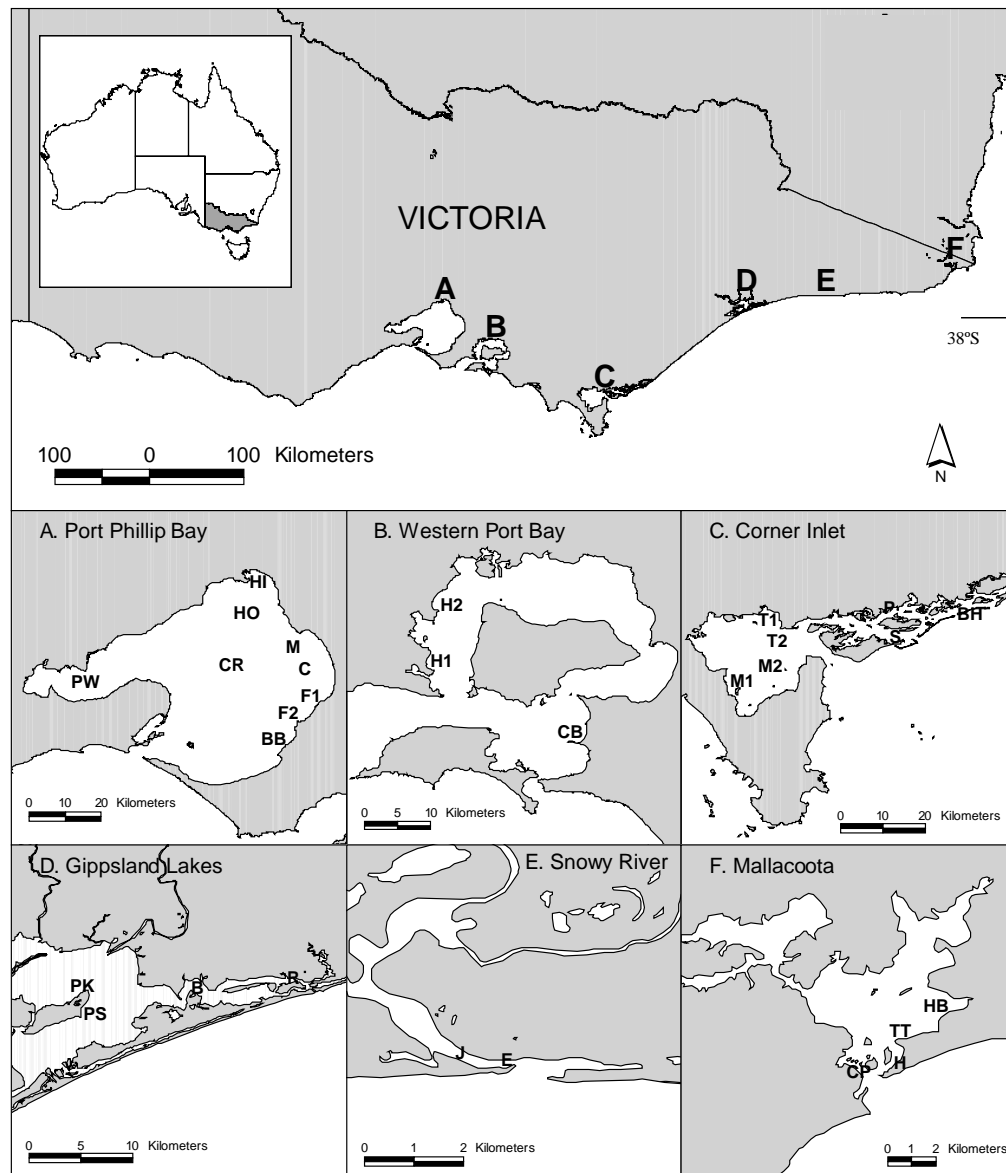 VICTORIA
A
B
C
D
E
F
38ºS
100 0 100 Kilometers
N
A. Port Phillip Bay
HI
HO
M
CR
C
PW
F1
F2
BB
0 10 20 Kilometers
B. Western Port Bay
H2
H1
CB
0 5 10 Kilometers
C. Corner Inlet
P
BH
T1
T2
S
M2
M1
0 10 20 Kilometers
D. Gippsland Lakes
R
B
PK
PS
0 5 10 Kilometers
E. Snowy River
J
E
0 1 2 Kilometers
F. Mallacoota
HB
TT
H
CP
0 1 2 Kilometers